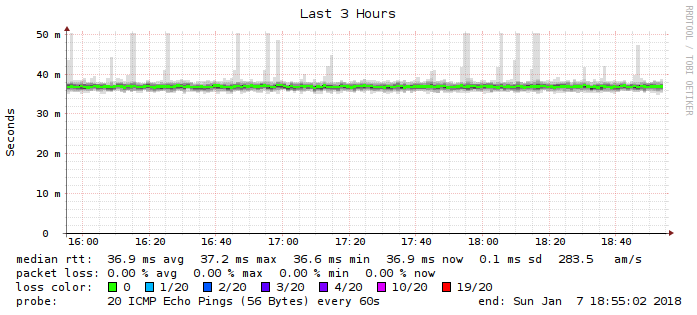 Last 3 Hours
RRDTOOL / TOBI OETIKER
Seconds
50 m
40 m
30 m
20 m
10 m
0
16:00 16:20 16:40 17:00 17:20 17:40 18:00 18:20 18:40
median rtt: 36.9 ms avg 37.2 ms max 36.6 ms min 36.9 ms now 0.1 ms sd 283.5 am/s
packet loss: 0.00 % avg 0.00 % max 0.00 % min 0.00 % now
loss color: 0 1/20 2/20 3/20 4/20 10/20 19/20
probe: 20 ICMP Echo Pings (56 Bytes) every 60s end: Sun Jan 7 18:55:02 2018